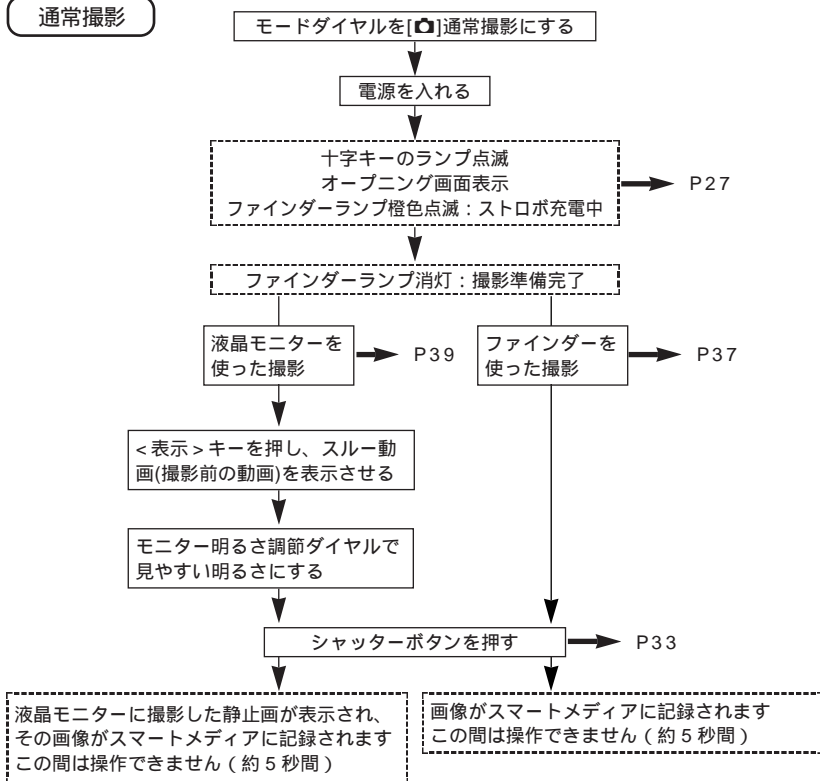 通常撮影
モードダイヤルを[📷]通常撮影にする
電源を入れる
十字キーのランプ点滅
オープニング画面表示
ファインダーランプ橙色点滅：ストロボ充電中
P27
ファインダーランプ消灯：撮影準備完了
液晶モニターを
使った撮影
P39
ファインダーを
使った撮影
P37
<表示>キーを押し、スルー動
画(撮影前の動画)を表示させる
モニター明るさ調節ダイヤルで
見やすい明るさにする
シャッターボタンを押す
P33
液晶モニターに撮影した静止画が表示され、
その画像がスマートメディアに記録されます
この間は操作できません（約５秒間）
画像がスマートメディアに記録されます
この間は操作できません（約５秒間）